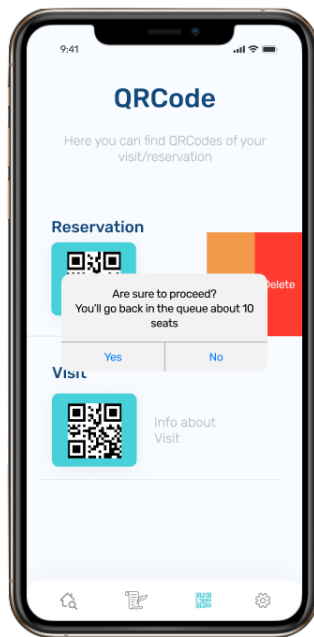 9:41
QRCode
Here you can find QRCodes of your
visit/reservation
Reservation
Delete
Are sure to proceed?
You'll go back in the queue about 10
seats
Yes
No
Visit
Info about
Visit